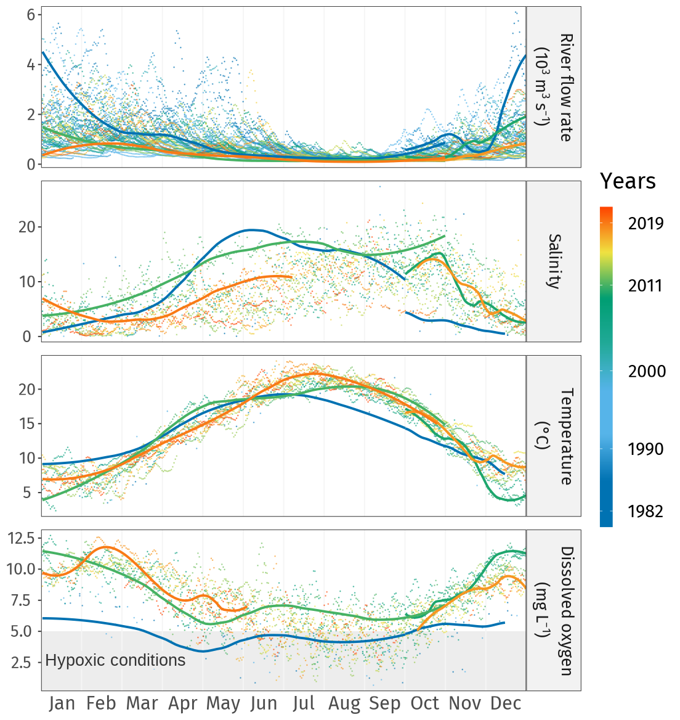 6
4
2
0
River flow rate
(10³ m³ s⁻¹)
20
10
0
Salinity
20
15
10
5
Temperature
(°C)
12.5
10.0
7.5
5.0
2.5
Hypoxic conditions
Dissolved oxygen
(mg L⁻¹)
Jan Feb Mar Apr May Jun Jul Aug Sep Oct Nov Dec
Years
2019
2011
2000
1990
1982